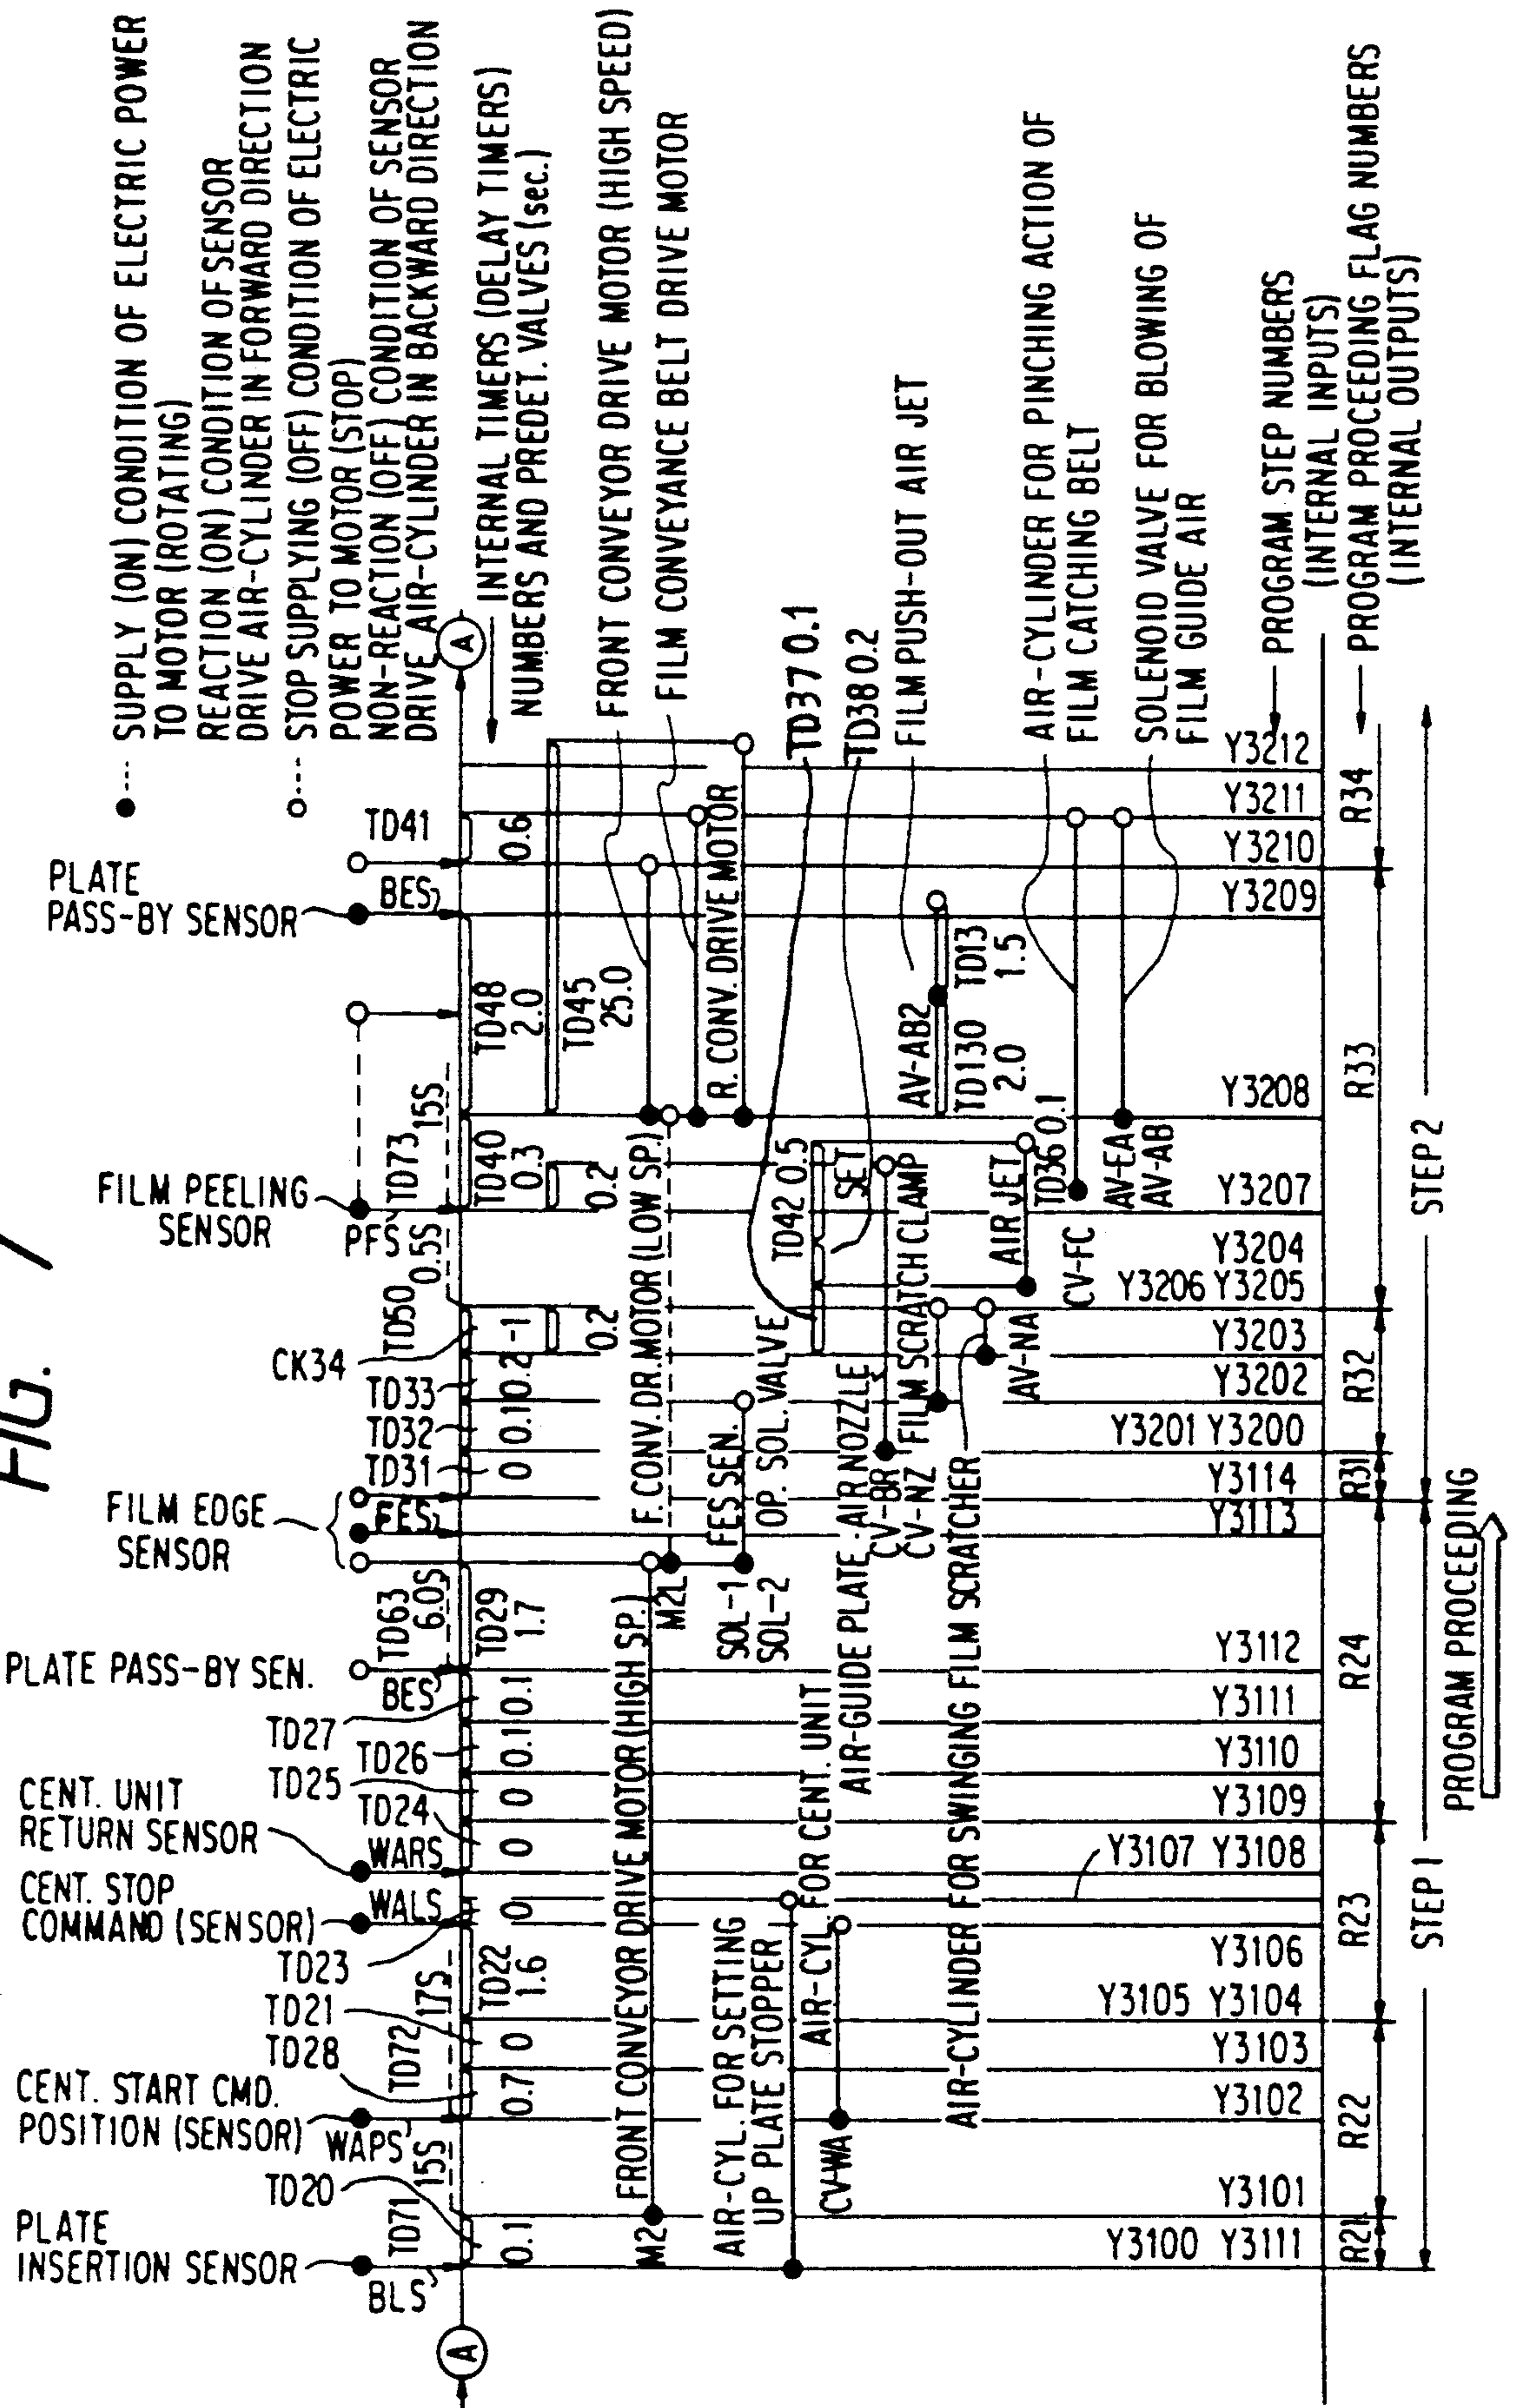 FIG. 7
●--- SUPPLY (ON) CONDITION OF ELECTRIC POWER
TO MOTOR (ROTATING)
REACTION (ON) CONDITION OF SENSOR
DRIVE AIR-CYLINDER IN FORWARD DIRECTION
○--- STOP SUPPLYING (OFF) CONDITION OF ELECTRIC
POWER TO MOTOR (STOP)
NON-REACTION (OFF) CONDITION OF SENSOR
DRIVE AIR-CYLINDER IN BACKWARD DIRECTION
INTERNAL TIMERS (DELAY TIMERS)
NUMBERS AND PREDET. VALVES (sec.)
FRONT CONVEYOR DRIVE MOTOR (HIGH SPEED)
FILM CONVEYANCE BELT DRIVE MOTOR
TD37 0.1
TD38 0.2
FILM PUSH-OUT AIR JET
AIR-CYLINDER FOR PINCHING ACTION OF
FILM CATCHING BELT
SOLENOID VALVE FOR BLOWING OF
FILM GUIDE AIR
PROGRAM STEP NUMBERS
(INTERNAL INPUTS)
PROGRAM PROCEEDING FLAG NUMBERS
(INTERNAL OUTPUTS)
PLATE
INSERTION SENSOR
CENT. START CMD.
POSITION (SENSOR)
CENT. STOP
COMMAND (SENSOR)
CENT. UNIT
RETURN SENSOR
PLATE PASS-BY SEN.
FILM EDGE
SENSOR
FILM PEELING
SENSOR
PLATE
PASS-BY SENSOR
TD20
TD28
TD21
TD23
TD25
TD27
CK34
BLS
TD71
15S
WAPS
TD72
17S
WALS
WARS
TD24
TD26
BES
TD63
6.0S
FES
TD31
TD32
TD33
TD50
0.5S
PFS
TD73
15S
BES
TD41
A
0.1
0.7
0
TD22
1.6
0
0
0
0.1
0.1
TD29
1.7
0
0.1
0.2
-1
TD40
0.3
TD48
2.0
0.6
A
0.2
0.2
TD45
25.0
M2
FRONT CONVEYOR DRIVE MOTOR (HIGH SP.)
M2L
F. CONV. DR. MOTOR (LOW SP.)
R. CONV. DRIVE MOTOR
AIR-CYL. FOR SETTING
UP PLATE STOPPER
SOL-1
SOL-2
FES SEN.
OP. SOL. VALVE
TD42 0.5
SET
CV-WA
AIR-CYL. FOR CENT. UNIT
AIR-GUIDE PLATE. AIR NOZZLE
CV-BR
CV-NZ
FILM SCRATCH CLAMP
AV-AB2
TD130
2.0
TD13
1.5
AIR-CYLINDER FOR SWINGING FILM SCRATCHER
AV-NA
AIR JET
TD36 0.1
CV-FC
AV-EA
AV-AB
Y3100 Y3111
Y3101
Y3102
Y3103
Y3105 Y3104
Y3106
Y3107 Y3108
Y3109
Y3110
Y3111
Y3112
Y3113
Y3114
Y3201 Y3200
Y3202
Y3203
Y3206 Y3205
Y3204
Y3207
Y3208
Y3209
Y3210
Y3211
Y3212
R21
R22
R23
R24
R31
R32
R33
R34
STEP 1
STEP 2
PROGRAM PROCEEDING